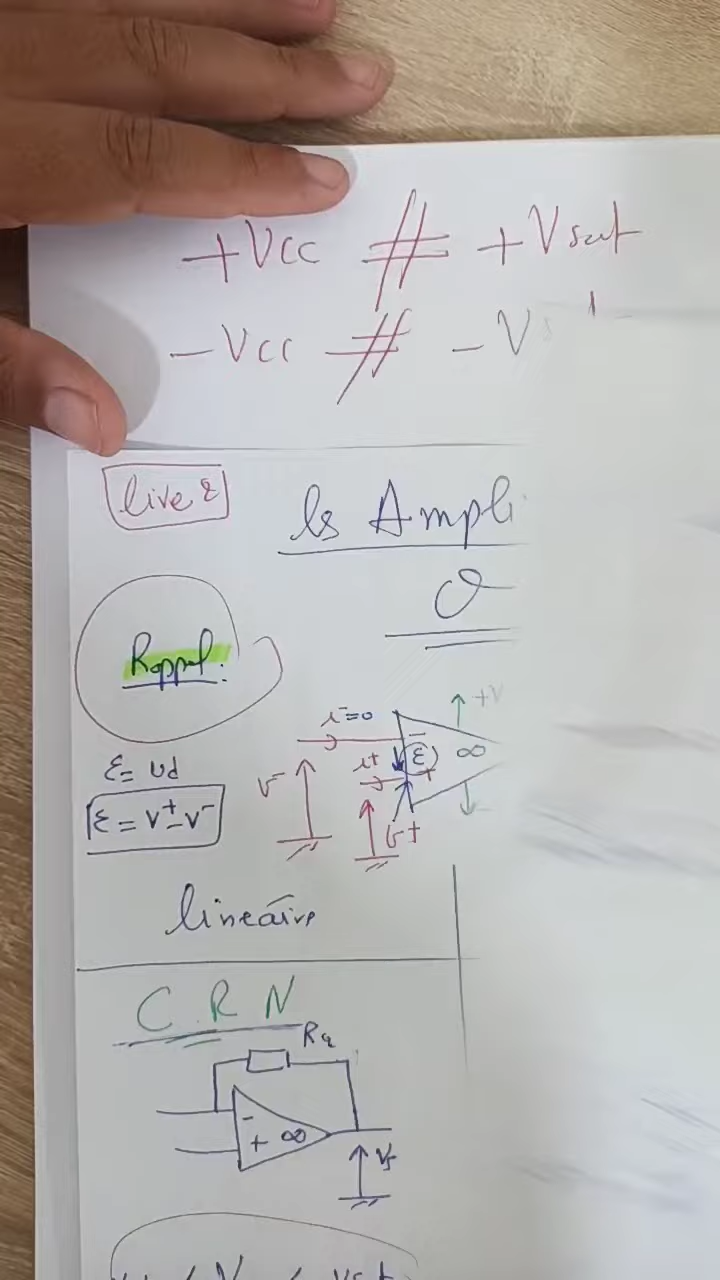 +Vcc # +Vsat
-Vcc # -V
live 2
ls Ampli
O
Rappel:
i⁻=0
+V
ε
∞
i+
V⁻
V+
ε= Ud
ε = V⁺-V⁻
linéaire
C.R.N
R2
-
+ ∞
Vs